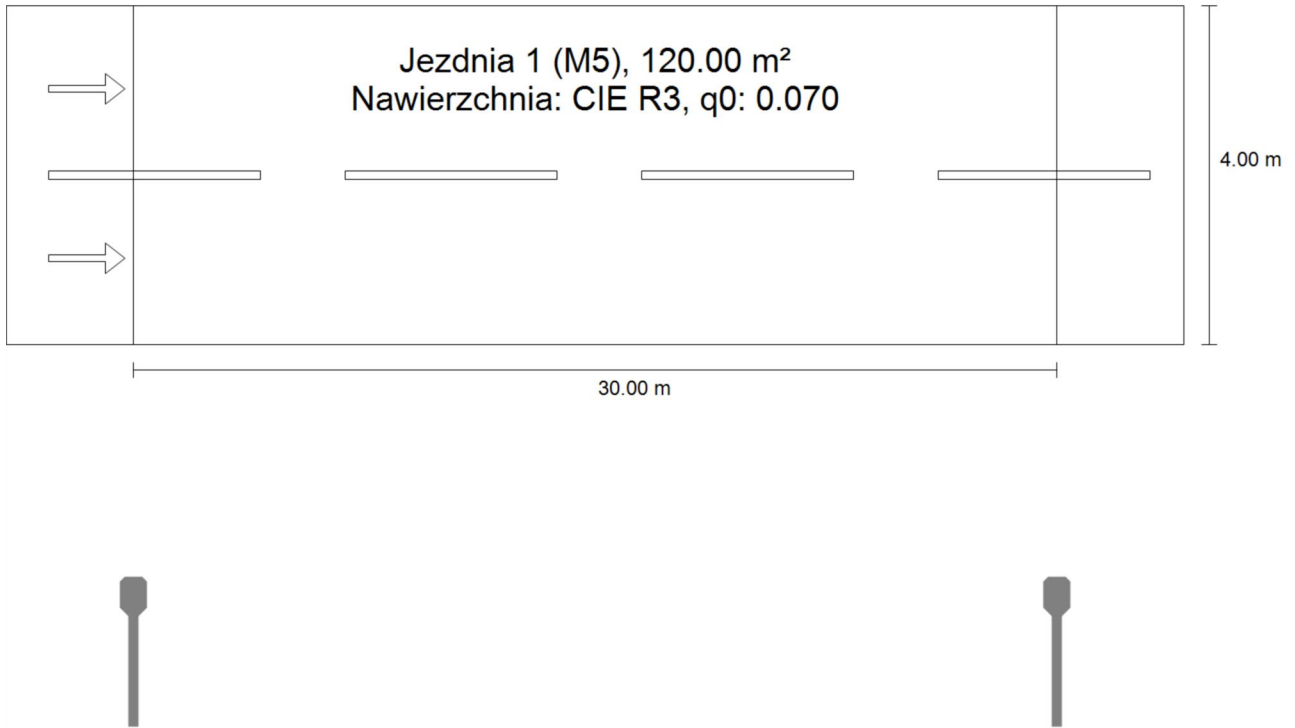 Jezdnia 1 (M5), 120.00 m²
Nawierzchnia: CIE R3, q0: 0.070
4.00 m
30.00 m